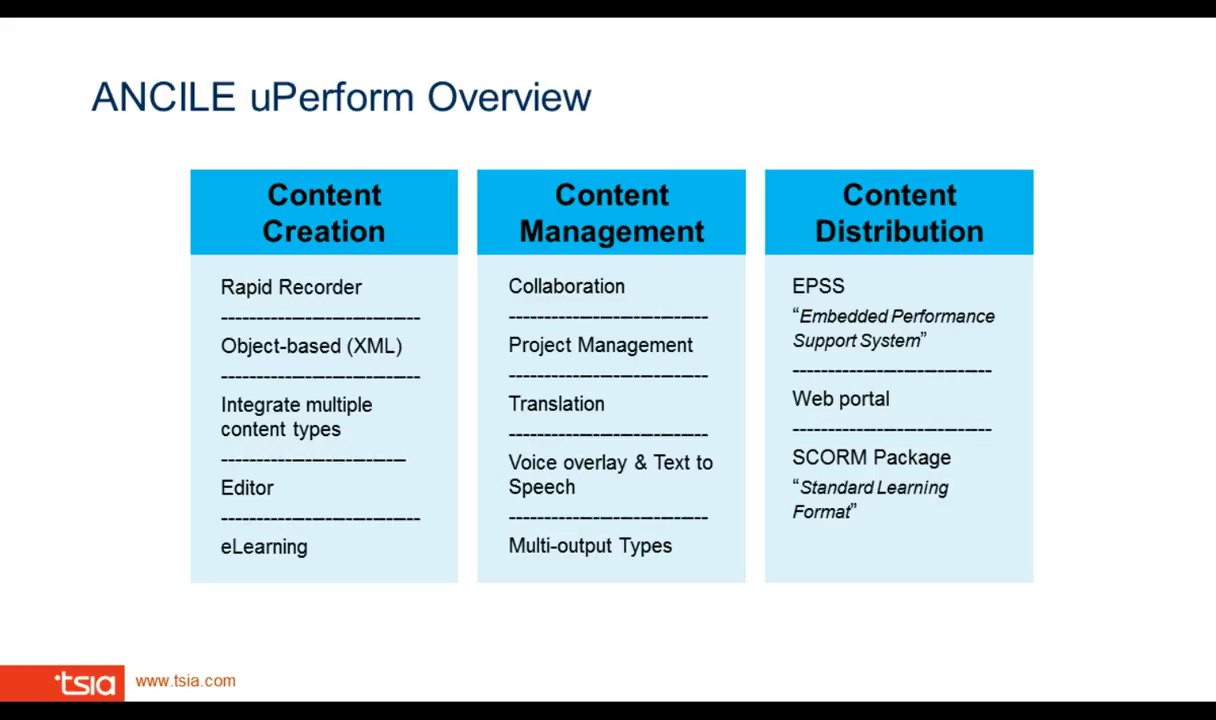 ANCILE uPerform Overview
Content
Creation
Rapid Recorder
----------------------------
Object-based (XML)
----------------------------
Integrate multiple
content types
--------------------------
Editor
----------------------------
eLearning
Content
Management
Collaboration
----------------------------
Project Management
----------------------------
Translation
----------------------------
Voice overlay & Text to
Speech
----------------------------
Multi-output Types
Content
Distribution
EPSS
“Embedded Performance
Support System”
----------------------------
Web portal
----------------------------
SCORM Package
“Standard Learning
Format”
tsia www.tsia.com